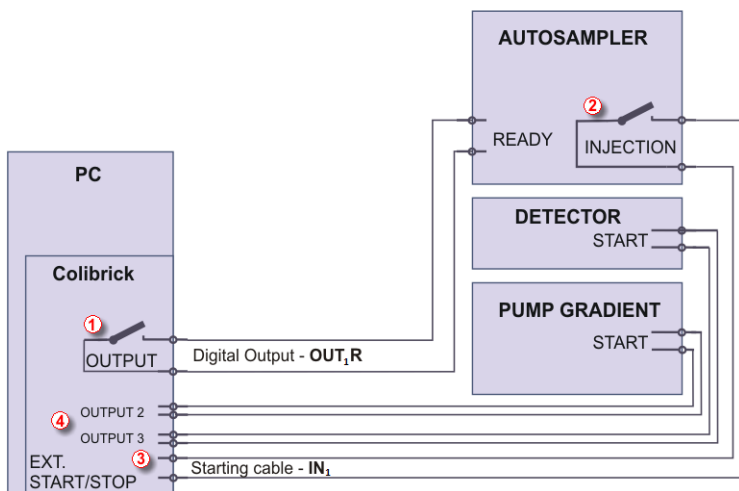 AUTOSAMPLER
2
READY
INJECTION
PC
DETECTOR
START
Colibrick
PUMP GRADIENT
START
1
OUTPUT
Digital Output - OUT₁R
OUTPUT 2
4
OUTPUT 3
3
EXT.
START/STOP
Starting cable - IN₁